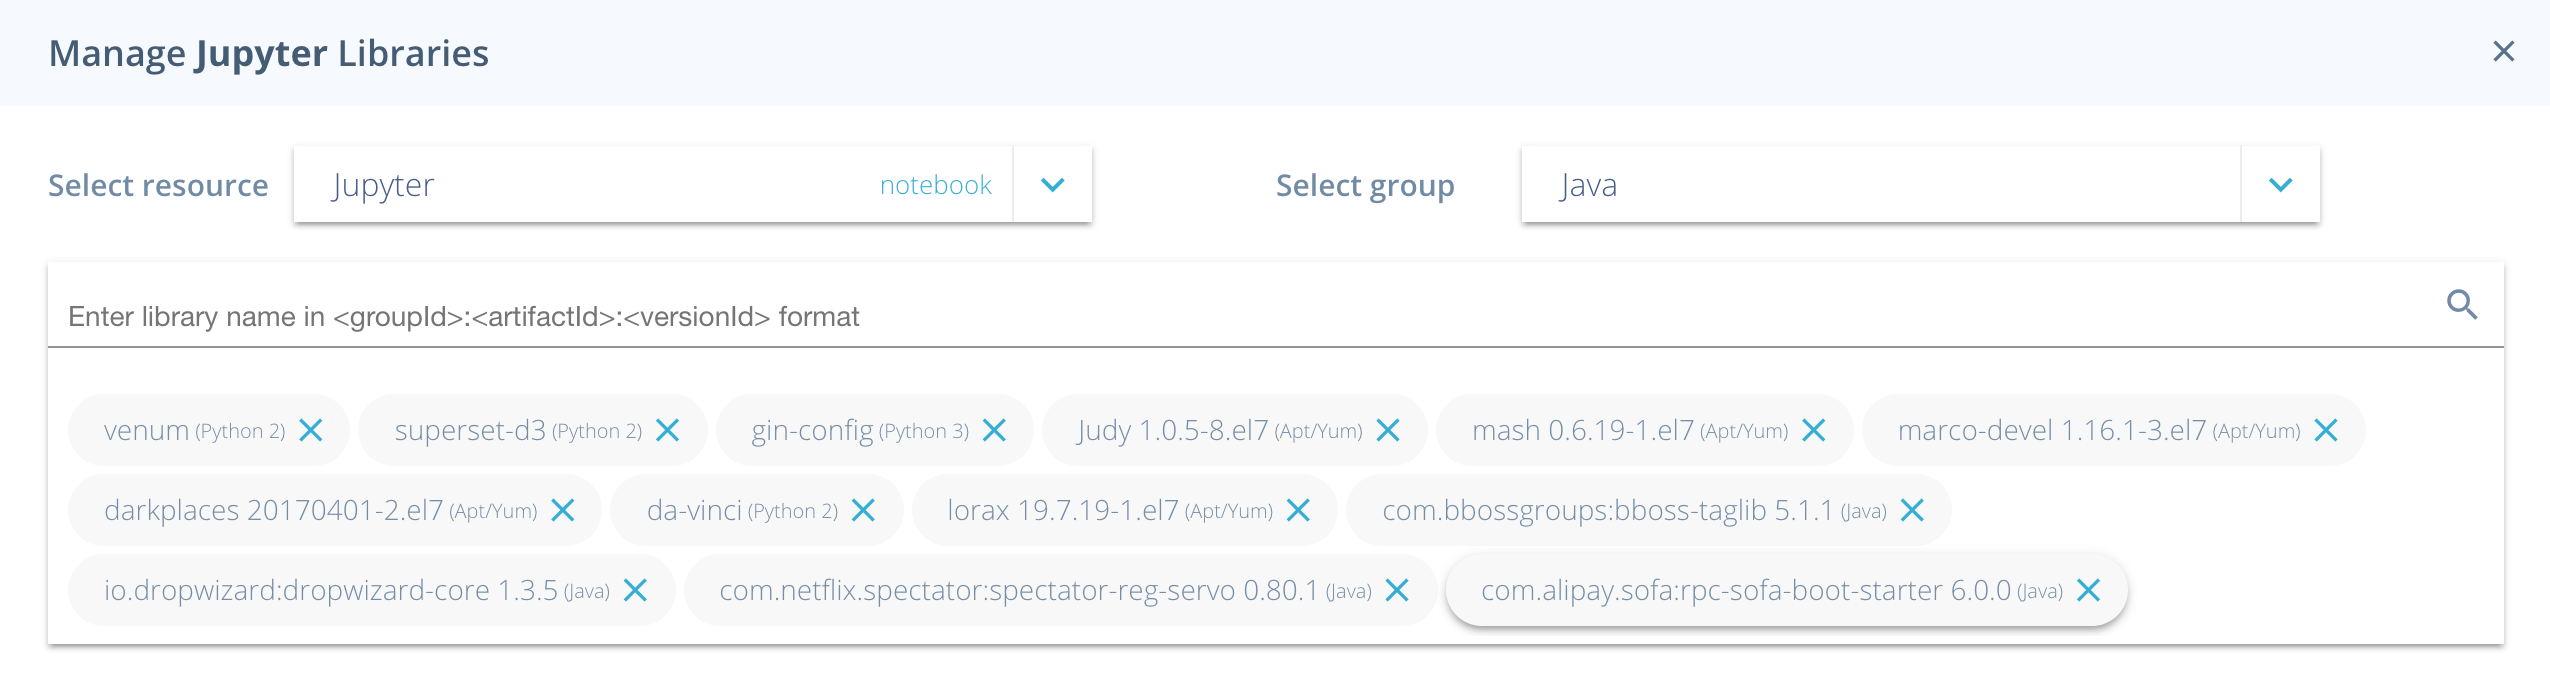 Manage Jupyter Libraries
Select resource Jupyter notebook Select group Java
Enter library name in <groupId>:<artifactId>:<versionId> format
venum (Python 2) superset-d3 (Python 2) gin-config (Python 3) Judy 1.0.5-8.el7 (Apt/Yum) mash 0.6.19-1.el7 (Apt/Yum) marco-devel 1.16.1-3.el7 (Apt/Yum)
darkplaces 20170401-2.el7 (Apt/Yum) da-vinci (Python 2) lorax 19.7.19-1.el7 (Apt/Yum) com.bbossgroups:bboss-taglib 5.1.1 (Java)
io.dropwizard:dropwizard-core 1.3.5 (Java) com.netflix.spectator:spectator-reg-servo 0.80.1 (Java) com.alipay.sofa:rpc-sofa-boot-starter 6.0.0 (Java)